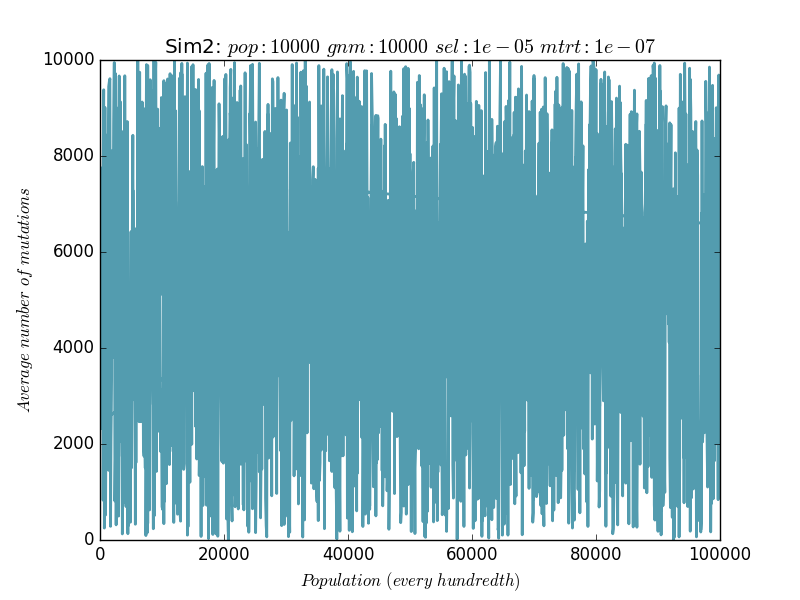 Sim2: pop : 10000 gnm : 10000 sel : 1e − 05 mtrt : 1e − 07
10000
8000
6000
4000
2000
0
Average number of mutations
0 20000 40000 60000 80000 100000
Population (every hundredth)